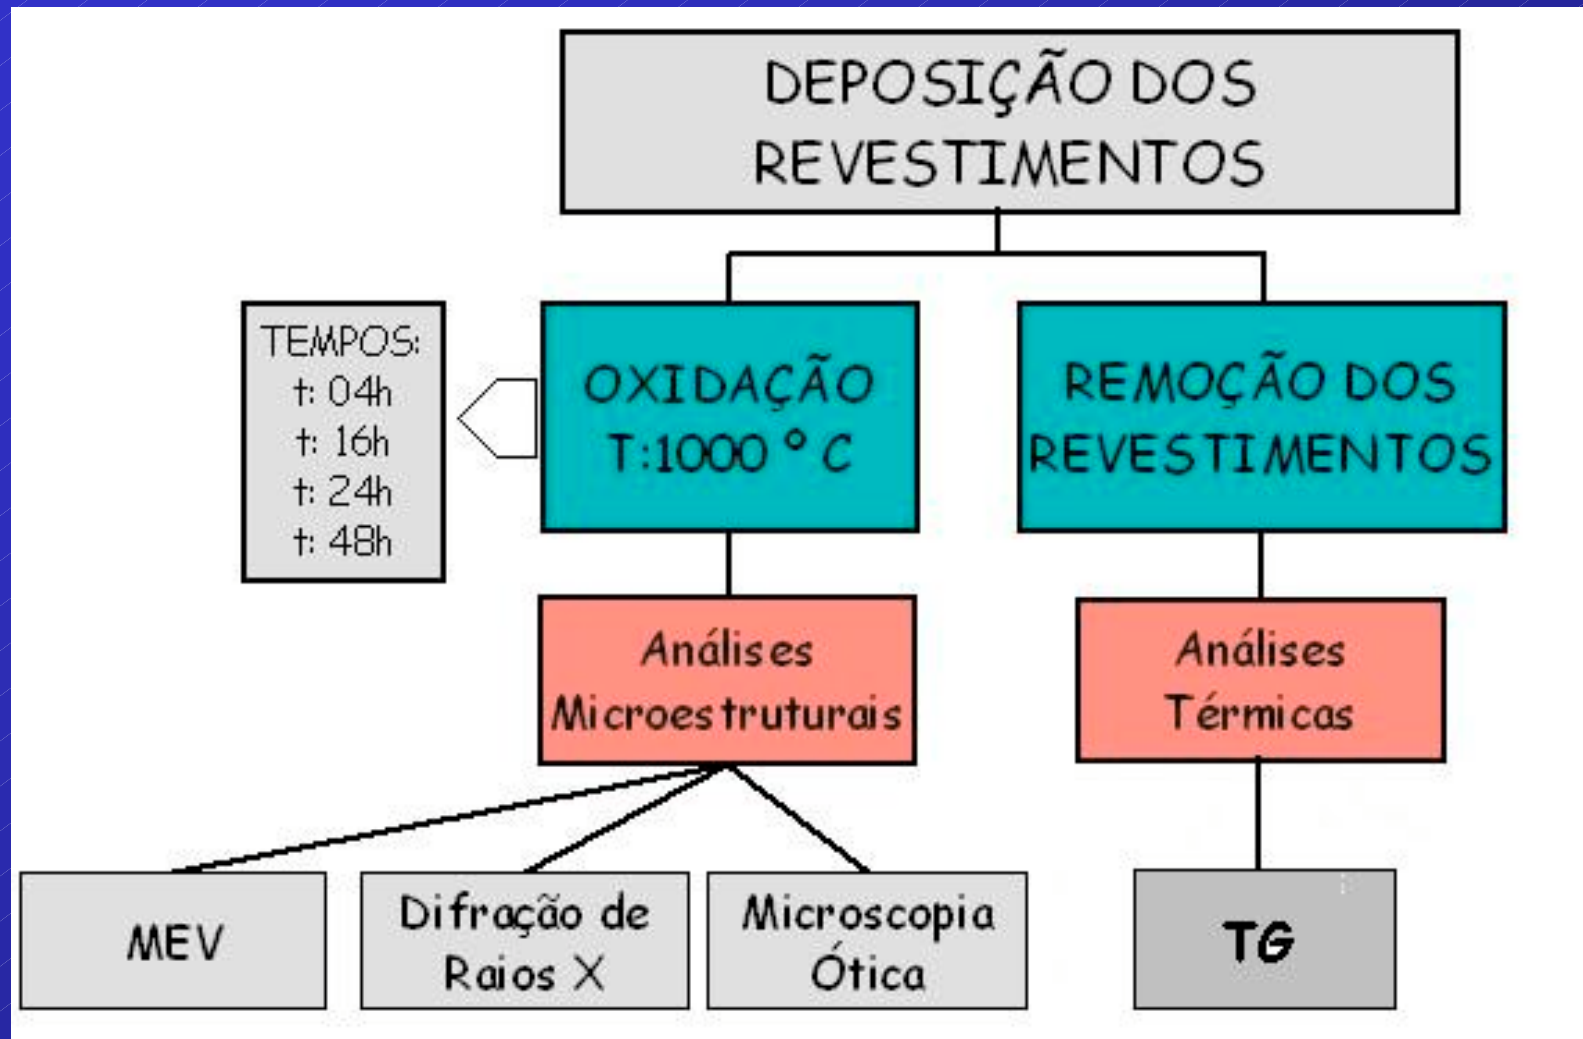 DEPOSIÇÃO DOS
REVESTIMENTOS
TEMPOS:
t: 04h
t: 16h
t: 24h
t: 48h
OXIDAÇÃO
T:1000 º C
REMOÇÃO DOS
REVESTIMENTOS
Análises
Microestruturais
Análises
Térmicas
MEV
Difração de
Raios X
Microscopia
Ótica
TG